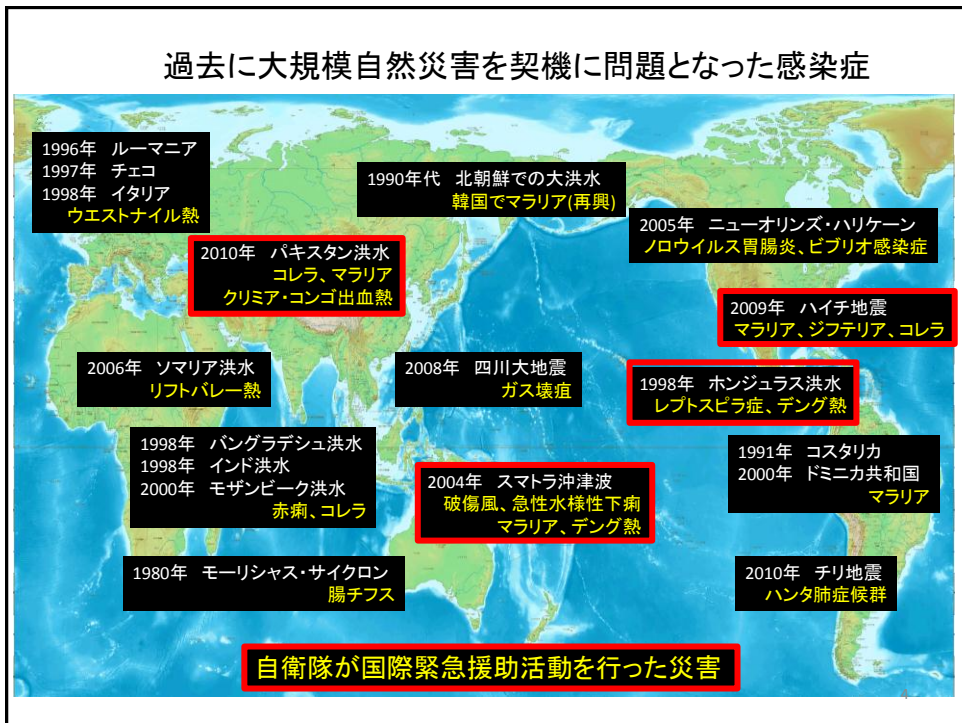 過去に大規模自然災害を契機に問題となった感染症
1996年 ルーマニア
1997年 チェコ
1998年 イタリア
ウエストナイル熱
1990年代 北朝鮮での大洪水
韓国でマラリア(再興)
2005年 ニューオリンズ・ハリケーン
ノロウイルス胃腸炎、ビブリオ感染症
2010年 パキスタン洪水
コレラ、マラリア
クリミア・コンゴ出血熱
2009年 ハイチ地震
マラリア、ジフテリア、コレラ
2006年 ソマリア洪水
リフトバレー熱
2008年 四川大地震
ガス壊疽
1998年 ホンジュラス洪水
レプトスピラ症、デング熱
1998年 バングラデシュ洪水
1998年 インド洪水
2000年 モザンビーク洪水
赤痢、コレラ
2004年 スマトラ沖津波
破傷風、急性水様性下痢
マラリア、デング熱
1991年 コスタリカ
2000年 ドミニカ共和国
マラリア
1980年 モーリシャス・サイクロン
腸チフス
2010年 チリ地震
ハンタ肺症候群
自衛隊が国際緊急援助活動を行った災害
4